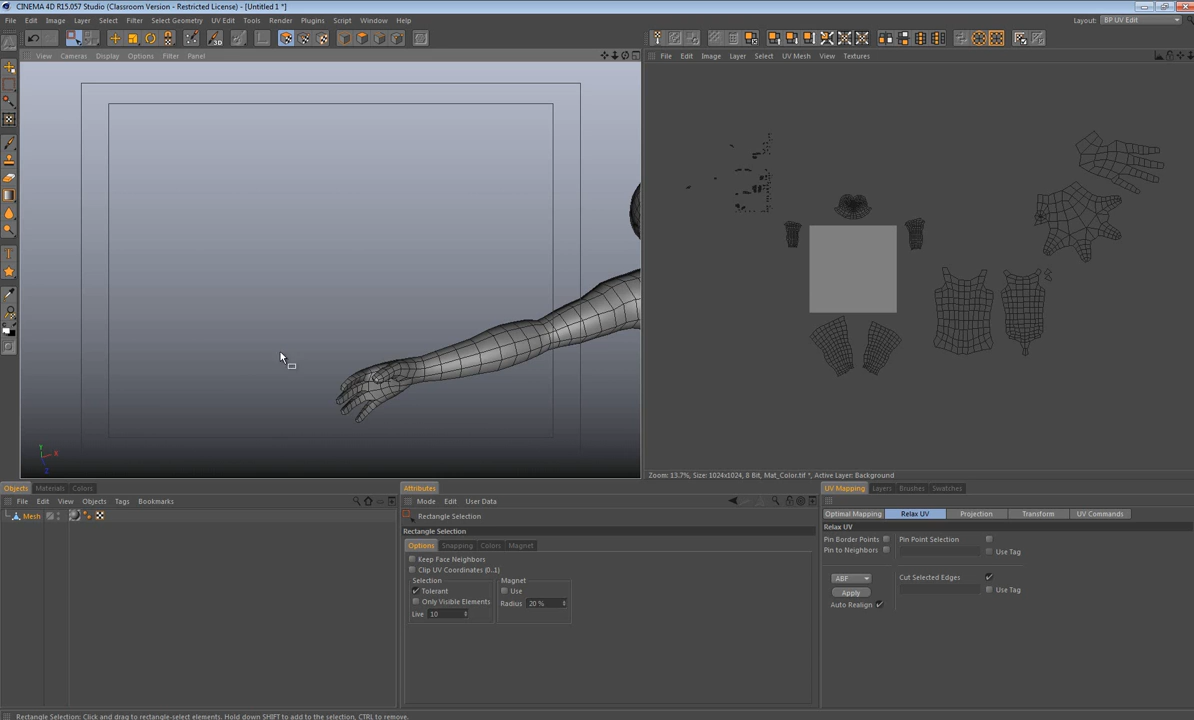 CINEMA 4D R15.057 Studio (Classroom Version - Restricted License) - [Untitled 1 *]
File Edit Image Layer Select Filter Select Geometry UV Edit Tools Render Plugins Script Window Help Layout: BP UV Edit
View Cameras Display Options Filter Panel
File Edit Image Layer Select UV Mesh View Textures
Y
X
Z
Zoom: 13.7%, Size: 1024x1024, 8 Bit, Mat_Color.tif *, Active Layer: Background
Objects Materials Colors
File Edit View Objects Tags Bookmarks
Mesh
Attributes
Mode Edit User Data
Rectangle Selection
Rectangle Selection
Options Snapping Colors Magnet
Keep Face Neighbors
Clip UV Coordinates (0..1)
Selection Magnet
Tolerant Use
Only Visible Elements Radius 20 %
Live 10
UV Mapping Layers Brushes Swatches
Optimal Mapping Relax UV Projection Transform UV Commands
Relax UV
Pin Border Points Pin Point Selection
Pin to Neighbors Use Tag
ABF Cut Selected Edges
Apply Use Tag
Auto Realign
Rectangle Selection: Click and drag to rectangle-select elements. Hold down SHIFT to add to the selection, CTRL to remove.